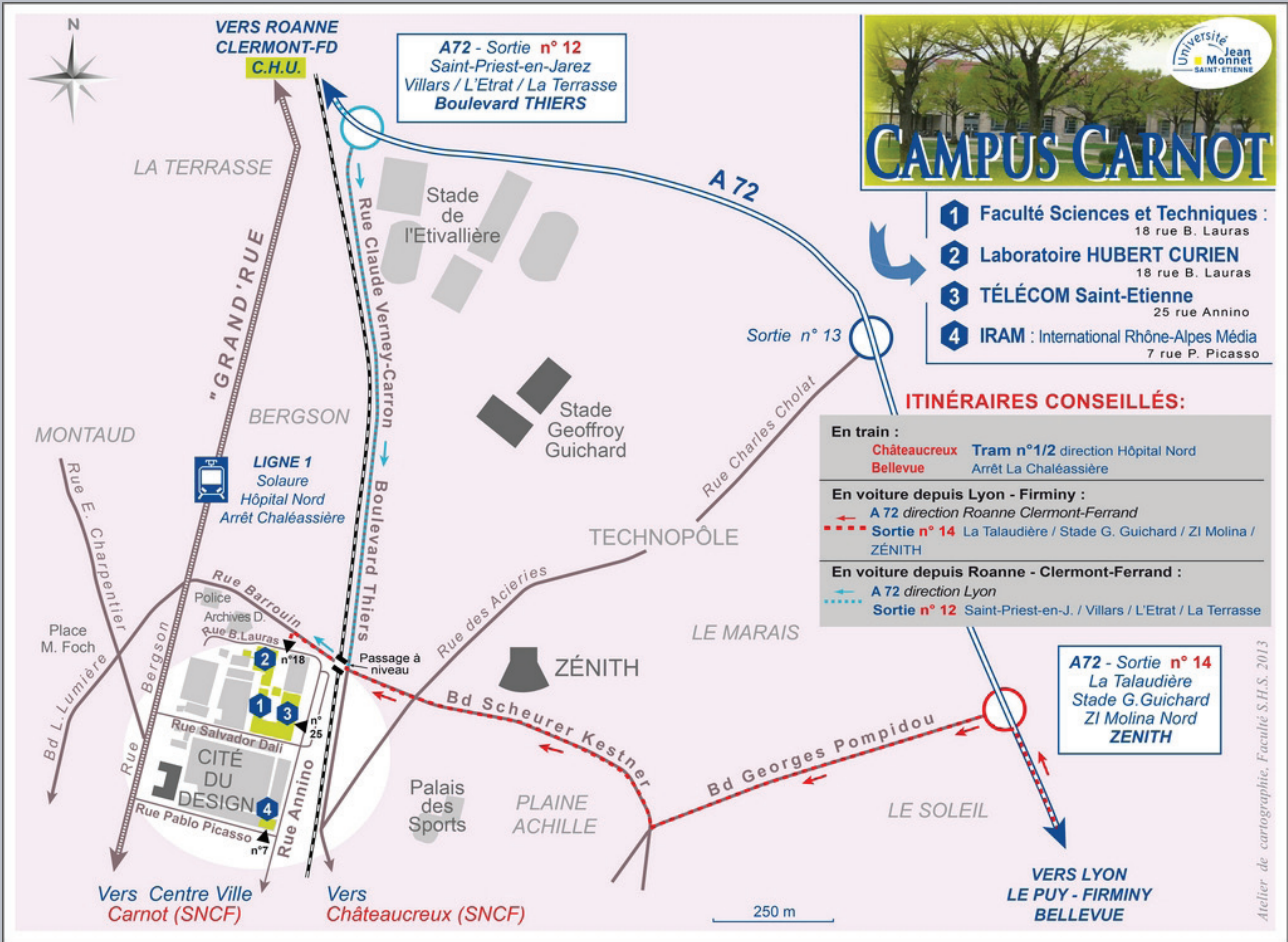 N
VERS ROANNE
CLERMONT-FD
C.H.U.
A72 - Sortie n° 12
Saint-Priest-en-Jarez
Villars / L'Etrat / La Terrasse
Boulevard THIERS
Université
Jean
Monnet
SAINT-ETIENNE
CAMPUS CARNOT
1 Faculté Sciences et Techniques :
18 rue B. Lauras
2 Laboratoire HUBERT CURIEN
18 rue B. Lauras
3 TÉLÉCOM Saint-Etienne
25 rue Annino
4 IRAM : International Rhône-Alpes Média
7 rue P. Picasso
LA TERRASSE
A 72
Stade
de
l'Etivallière
Rue Claude Verney-Carron
"GRAND'RUE
Sortie n° 13
BERGSON
MONTAUD
Stade
Geoffroy
Guichard
Rue Charles Cholat
ITINÉRAIRES CONSEILLÉS:
En train :
Châteaucreux Tram n°1/2 direction Hôpital Nord
Bellevue Arrêt La Chaléassière
En voiture depuis Lyon - Firminy :
A 72 direction Roanne Clermont-Ferrand
Sortie n° 14 La Talaudière / Stade G. Guichard / ZI Molina /
ZÉNITH
En voiture depuis Roanne - Clermont-Ferrand :
A 72 direction Lyon
Sortie n° 12 Saint-Priest-en-J. / Villars / L'Etrat / La Terrasse
LIGNE 1
Solaure
Hôpital Nord
Arrêt Chaléassière
Rue E. Charpentier
Boulevard Thiers
TECHNOPÔLE
Rue des Acieries
Rue Barrouin
Police
Archives D.
Rue B.Lauras
Place
M. Foch
n°18
Passage à
niveau
LE MARAIS
ZÉNITH
A72 - Sortie n° 14
La Talaudière
Stade G.Guichard
ZI Molina Nord
ZENITH
2
1
3
n°
25
Bd L.Lumière
Rue Bergson
Rue Salvador Dali
CITÉ
DU
DESIGN
4
Rue Pablo Picasso
n°7
Rue Annino
Bd Scheurer Kestner
Bd Georges Pompidou
Palais
des
Sports
PLAINE
ACHILLE
LE SOLEIL
Vers Centre Ville
Carnot (SNCF)
Vers
Châteaucreux (SNCF)
250 m
VERS LYON
LE PUY - FIRMINY
BELLEVUE
Atelier de cartographie, Faculté S.H.S. 2013